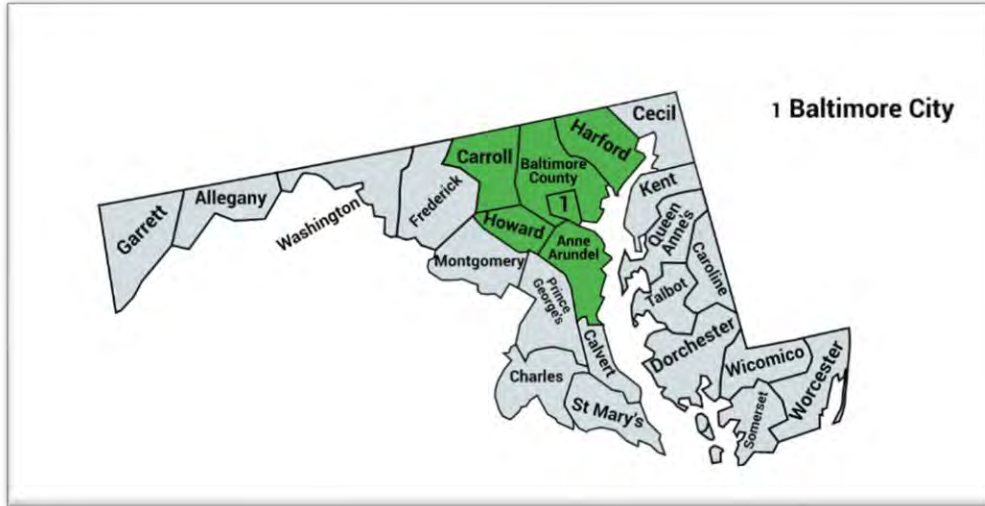 1 Baltimore City
Cecil
Harford
Carroll
Baltimore
County
1
Kent
Allegany
Frederick
Washington
Garrett
Howard
Anne
Arundel
Queen
Anne's
Caroline
Montgomery
Prince
George's
Talbot
Calvert
Dorchester
Wicomico
Worcester
Charles
St Mary's
Somerset